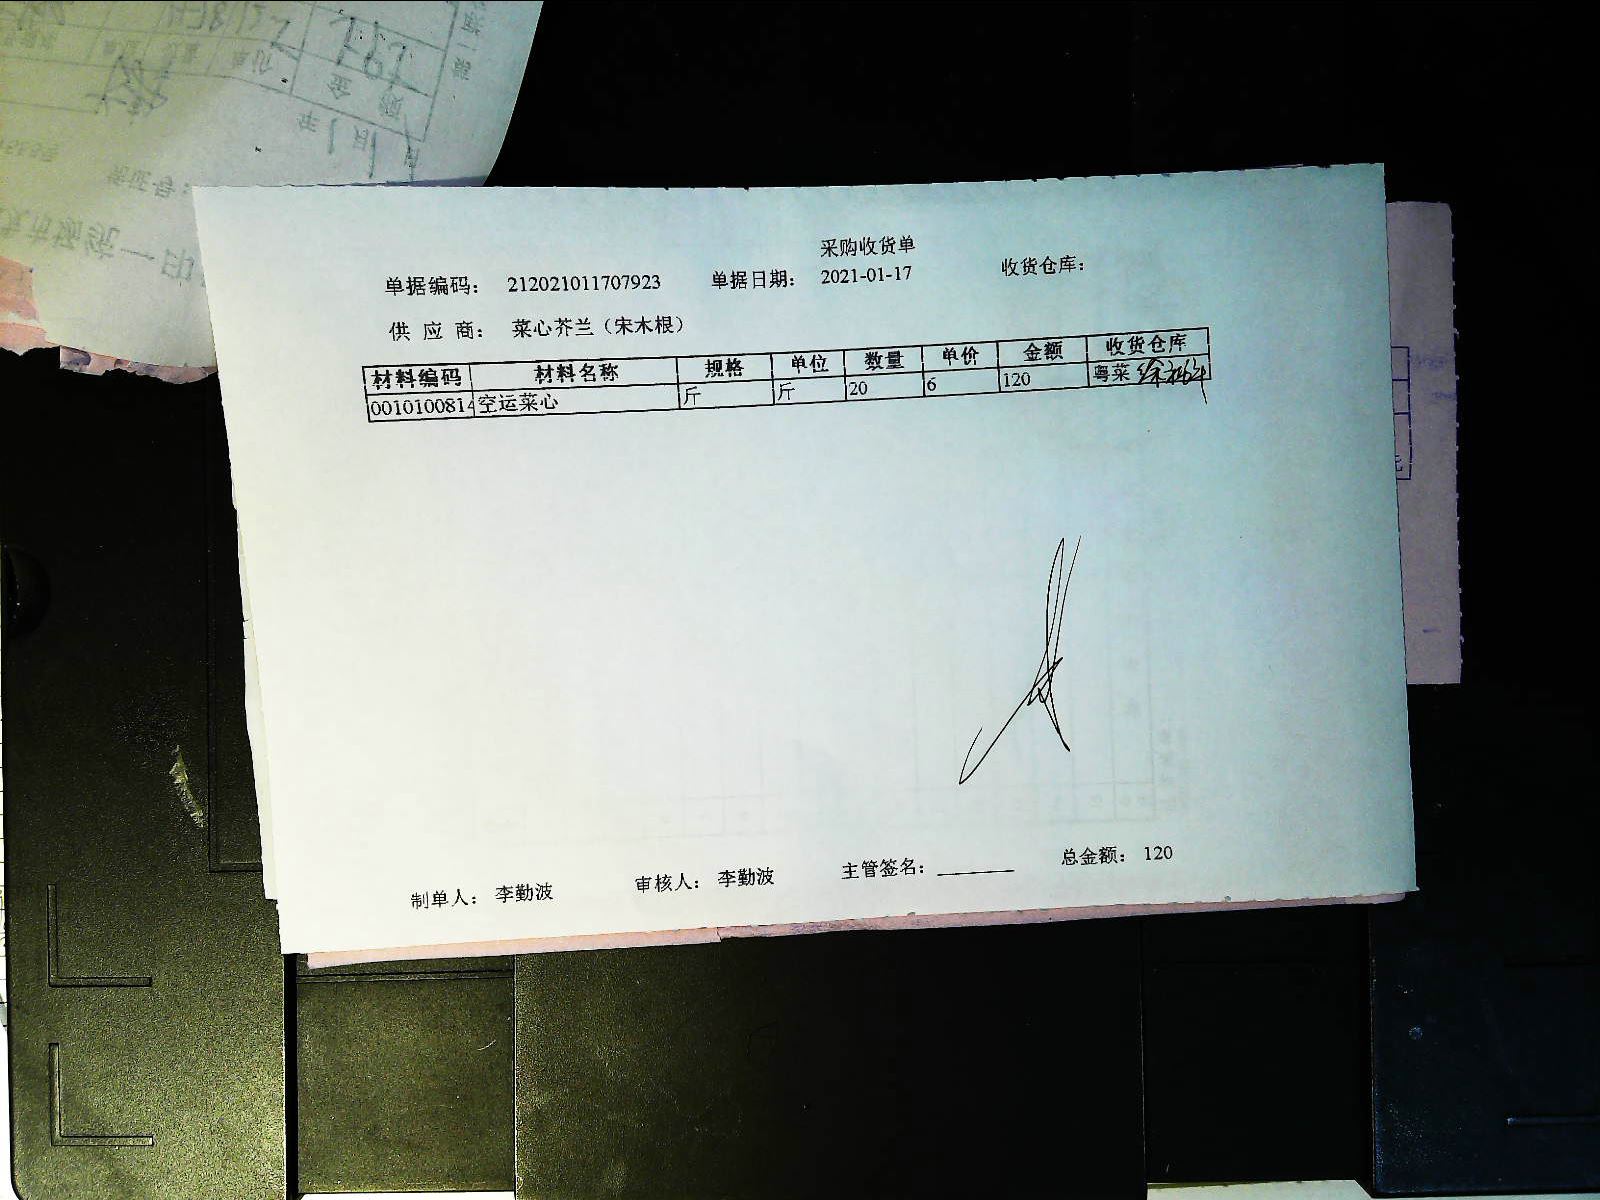 采购收货单
单据编码： 212021011707923 单据日期： 2021-01-17 收货仓库：
供 应 商： 菜心芥兰（宋木根）
材料编码 材料名称 规格 单位 数量 单价 金额 收货仓库
0010100814 空运菜心 斤 斤 20 6 120 粤菜
制单人： 李勤波 审核人： 李勤波 主管签名： 总金额： 120